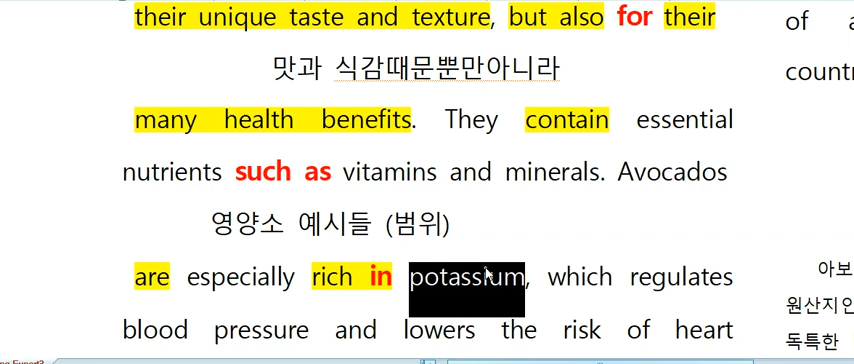 their unique taste and texture, but also for their
맛과 식감때문뿐만아니라
many health benefits. They contain essential
nutrients such as vitamins and minerals. Avocados
영양소 예시들 (범위)
are especially rich in potassium, which regulates
blood pressure and lowers the risk of heart
of
countr
아보
원산지인
독특한